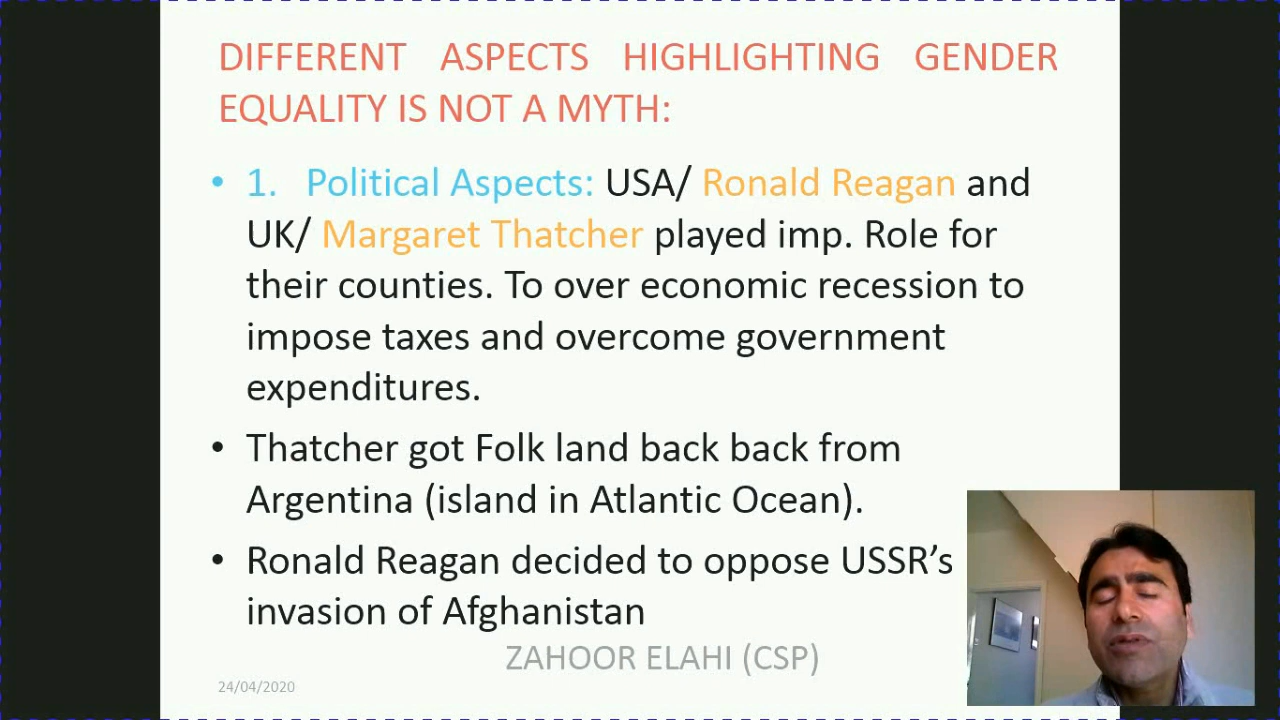 DIFFERENT ASPECTS HIGHLIGHTING GENDER
EQUALITY IS NOT A MYTH:
• 1. Political Aspects: USA/ Ronald Reagan and
UK/ Margaret Thatcher played imp. Role for
their counties. To over economic recession to
impose taxes and overcome government
expenditures.
• Thatcher got Folk land back back from
Argentina (island in Atlantic Ocean).
• Ronald Reagan decided to oppose USSR’s
invasion of Afghanistan
ZAHOOR ELAHI (CSP)
24/04/2020